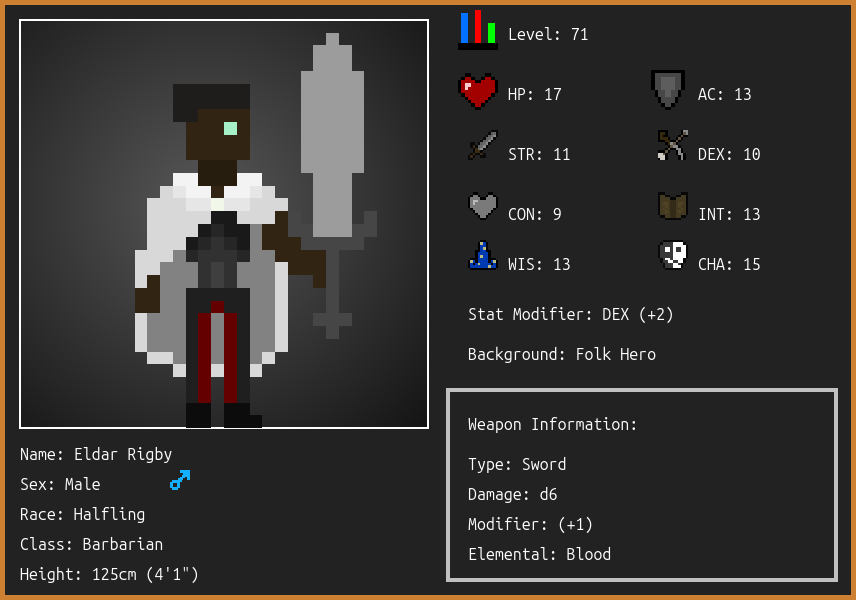 Level: 71
HP: 17
AC: 13
STR: 11
DEX: 10
CON: 9
INT: 13
WIS: 13
CHA: 15
Stat Modifier: DEX (+2)
Background: Folk Hero
Weapon Information:
Type: Sword
Damage: d6
Modifier: (+1)
Elemental: Blood
Name: Eldar Rigby
Sex: Male
Race: Halfling
Class: Barbarian
Height: 125cm (4'1")